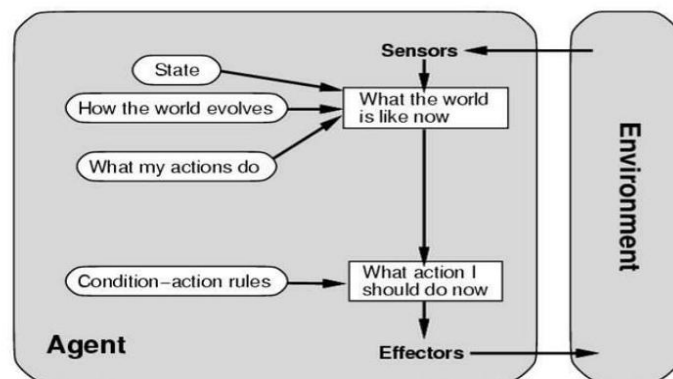 Sensors
State
How the world evolves
What the world
is like now
What my actions do
Condition−action rules
What action I
should do now
Agent
Effectors
Environment